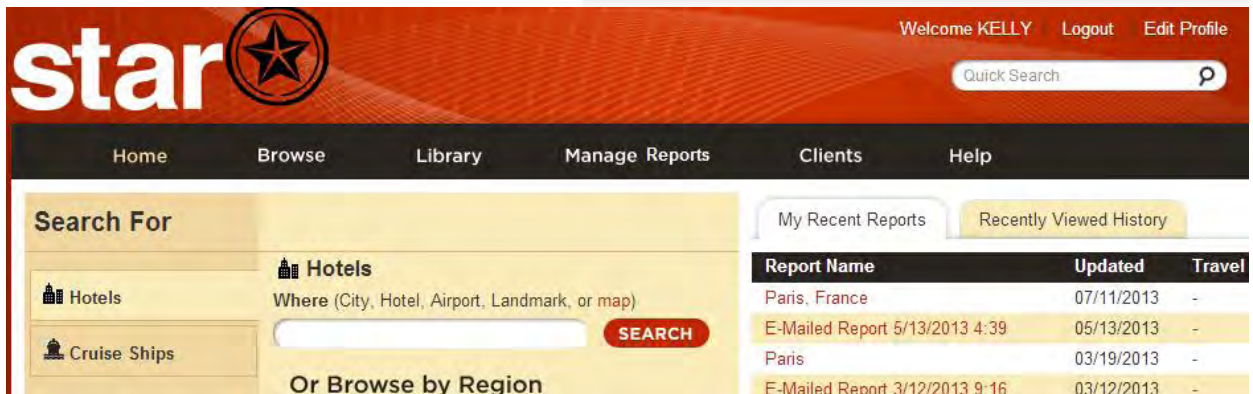 star
Welcome KELLY Logout Edit Profile
Quick Search
Home Browse Library Manage Reports Clients Help
Search For
Hotels
Cruise Ships
Hotels
Where (City, Hotel, Airport, Landmark, or map)
SEARCH
Or Browse by Region
My Recent Reports Recently Viewed History
Report Name Updated Travel
Paris, France 07/11/2013 -
E-Mailed Report 5/13/2013 4:39 05/13/2013 -
Paris 03/19/2013 -
E-Mailed Report 3/12/2013 9:16 03/12/2013 -